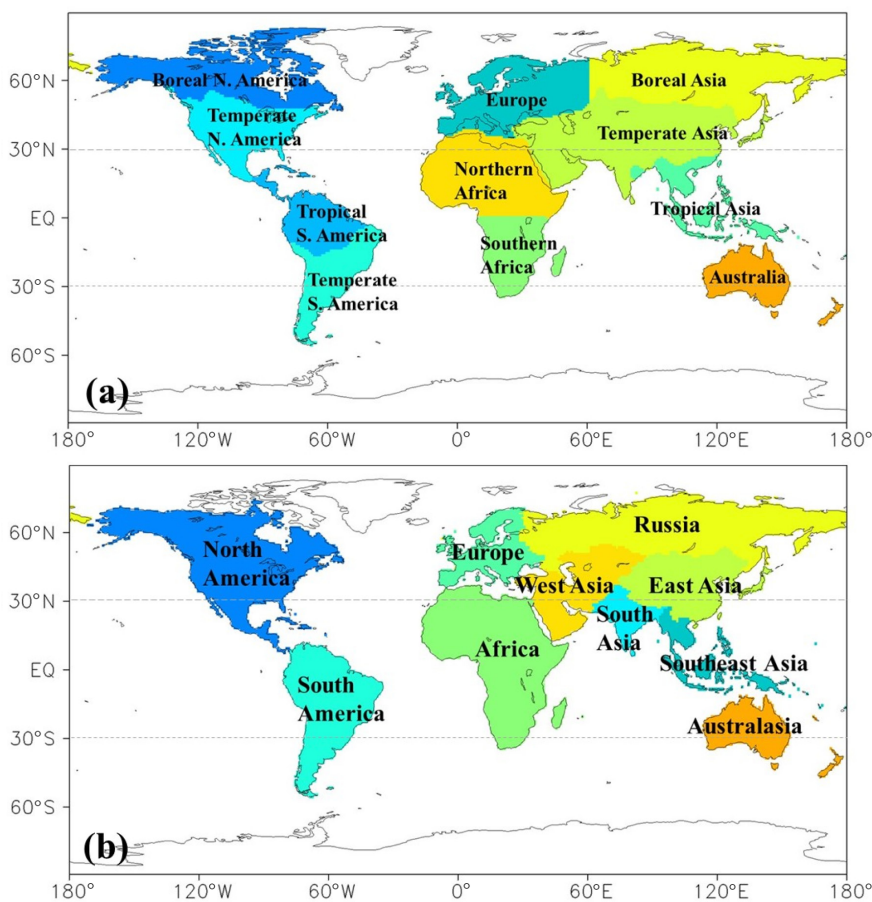 60°N
Boreal N. America
Boreal Asia
Europe
Temperate
N. America
Temperate Asia
30°N
Northern
Africa
EQ
Tropical
S. America
Tropical Asia
Southern
Africa
Temperate
S. America
Australia
30°S
60°S
(a)
180°
120°W
60°W
0°
60°E
120°E
180°
60°N
North
America
Europe
Russia
West Asia
East Asia
30°N
South
Asia
Africa
EQ
Southeast Asia
South
America
Australasia
30°S
60°S
(b)
180°
120°W
60°W
0°
60°E
120°E
180°